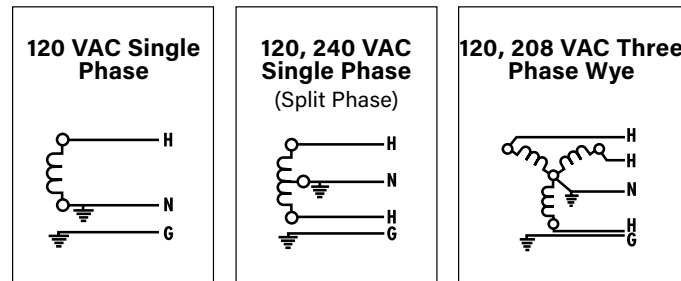 120 VAC Single
Phase
H
N
G
120, 240 VAC
Single Phase
(Split Phase)
H
N
H
G
120, 208 VAC Three
Phase Wye
H
H
N
H
G